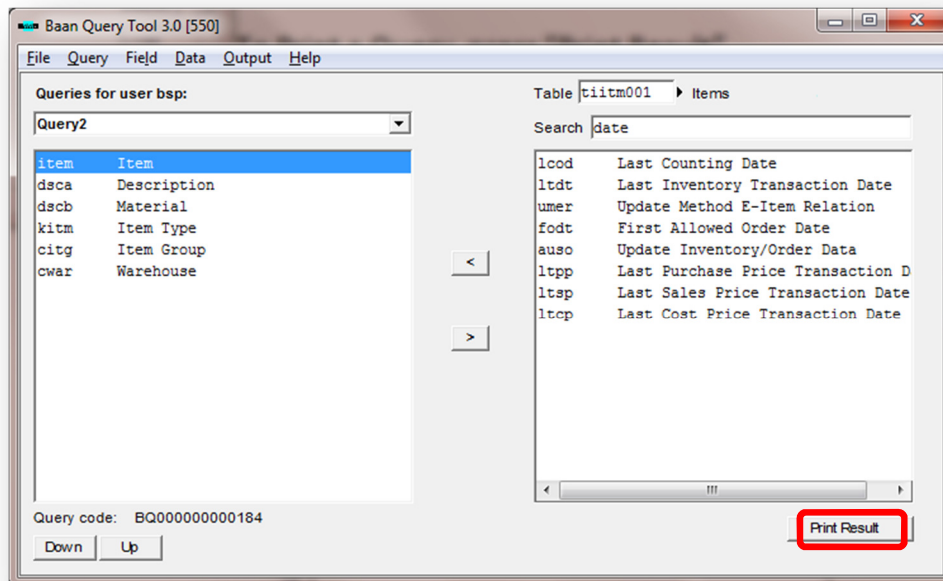 Baan Query Tool 3.0 [550]
File Query Field Data Output Help
Queries for user bsp:
Query2
item Item
dsca Description
dscb Material
kitm Item Type
citg Item Group
cwar Warehouse
Query code: BQ000000000184
Down Up
<
>
Table tiitm001 Items
Search date
lcod Last Counting Date
ltdt Last Inventory Transaction Date
umer Update Method E-Item Relation
fodt First Allowed Order Date
auso Update Inventory/Order Data
ltpp Last Purchase Price Transaction D
ltsp Last Sales Price Transaction Date
ltcp Last Cost Price Transaction Date
Print Result